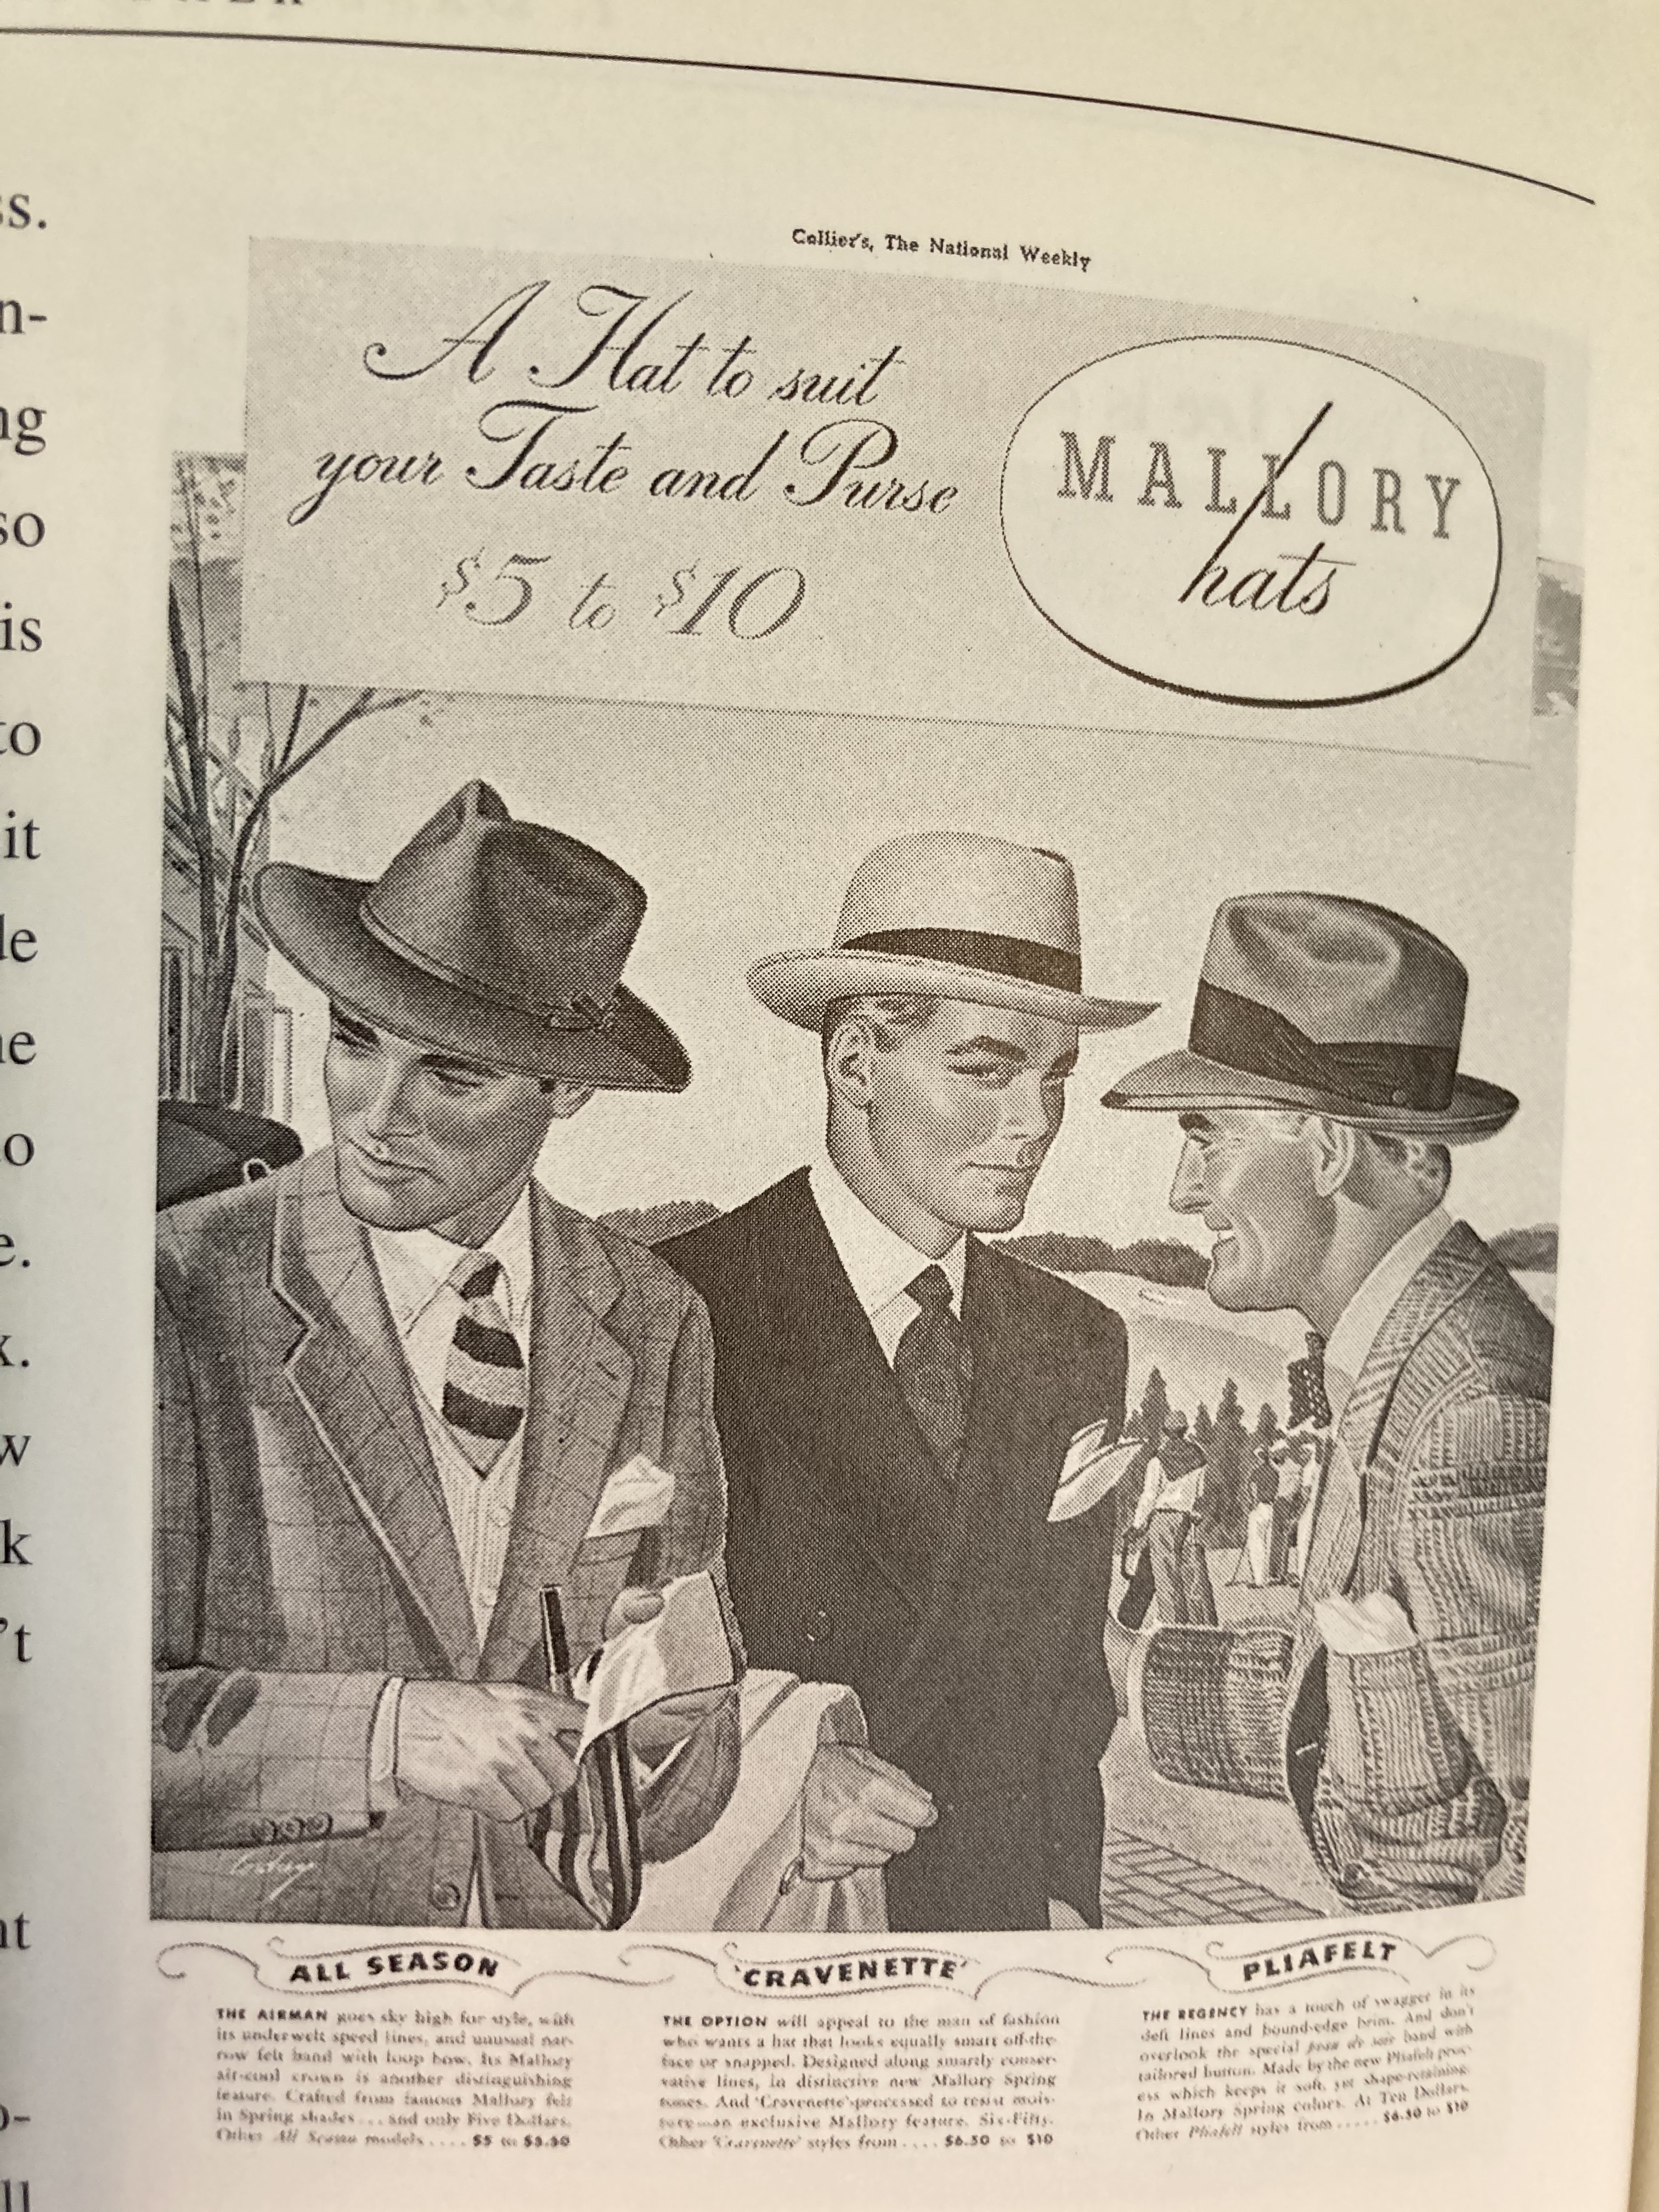 ss.
n-
ng
so
is
to
it
de
ne
to
e.
k.
w
k
't
nt
o-
ll
Collier's, The National Weekly
A Hat to suit
your Taste and Purse
$5 to $10
MALLORY
hats
ALL SEASON
THE AIRMAN goes sky high for style, with
its underwelt speed lines, and unusual nar-
row felt band with loop bow. Its Mallory
air-cool crown is another distinguishing
feature. Crafted from famous Mallory felt
in Spring shades... and only Five Dollars.
Other All Season models.... $5 to
'CRAVENETTE'
THE OPTION will appeal to the man of fashion
who wants a hat that looks equally smart off-the-
face or snapped. Designed along smartly conser-
vative lines, in distinctive new Mallory Spring
tones. And 'Cravenette'-processed to resist mois-
ture—an exclusive Mallory feature. Six-Fifty.
Other 'Cravenette' styles from.... $6.50 to $10
PLIAFELT
THE REGENCY has a touch of swagger in its
deft lines and bound-edge brim. And don't
overlook the special peau de soie band with
tailored button. Made by the new Pliafelt proc-
ess which keeps it soft, yet shape-retaining.
In Mallory Spring colors. At Ten Dollars.
Other Pliafelt styles from..... $6.50 to $10